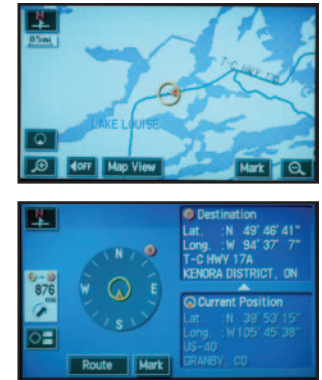 N
0.5mi
T-C HWY 17A
LAKE LOUISE
OFF
Map View
Mark
N
Destination
Lat. : N 49°46'41"
Long. : W 94°37' 7"
T-C HWY 17A
KENORA DISTRICT, ON
876
mi
N
W
E
S
Current Position
Lat. : N 39°53'15"
Long. : W105°45'38"
US-40
GRANBY, CO
Route
Mark